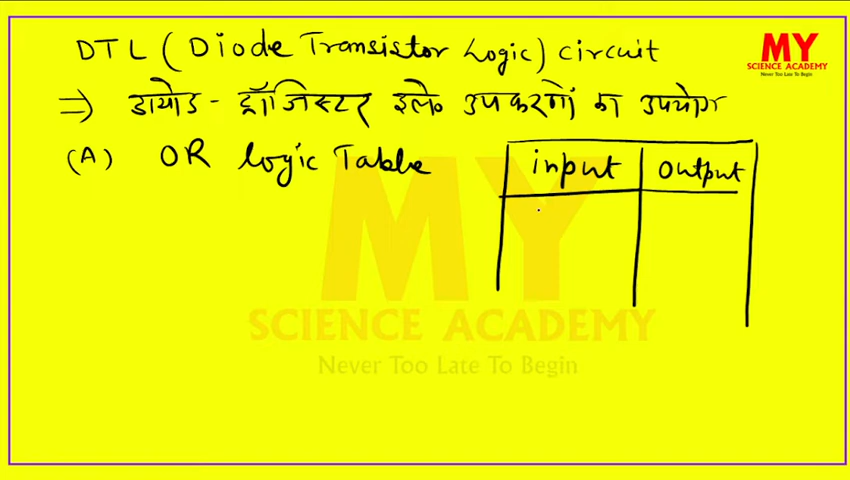 DTL (Diode Transistor Logic) circuit
MY
SCIENCE ACADEMY
Never Too Late To Begin
⇒ डायोड - ट्रॉंजिस्टर इले० उपकरणों का उपयोग
(A) OR Logic Table
input output
MY
SCIENCE ACADEMY
Never Too Late To Begin